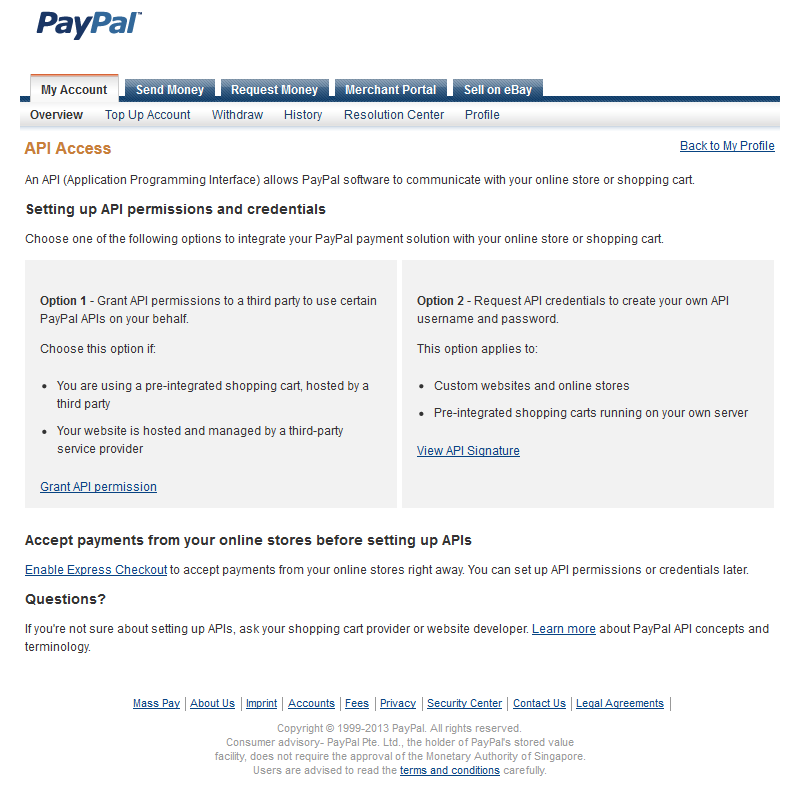 PayPal™
My Account
Send Money
Request Money
Merchant Portal
Sell on eBay
Overview
Top Up Account
Withdraw
History
Resolution Center
Profile
API Access
Back to My Profile
An API (Application Programming Interface) allows PayPal software to communicate with your online store or shopping cart.
Setting up API permissions and credentials
Choose one of the following options to integrate your PayPal payment solution with your online store or shopping cart.
Option 1 - Grant API permissions to a third party to use certain
PayPal APIs on your behalf.
Choose this option if:
• You are using a pre-integrated shopping cart, hosted by a
third party
• Your website is hosted and managed by a third-party
service provider
Grant API permission
Option 2 - Request API credentials to create your own API
username and password.
This option applies to:
• Custom websites and online stores
• Pre-integrated shopping carts running on your own server
View API Signature
Accept payments from your online stores before setting up APIs
Enable Express Checkout to accept payments from your online stores right away. You can set up API permissions or credentials later.
Questions?
If you're not sure about setting up APIs, ask your shopping cart provider or website developer. Learn more about PayPal API concepts and
terminology.
Mass Pay | About Us | Imprint | Accounts | Fees | Privacy | Security Center | Contact Us | Legal Agreements |
Copyright © 1999-2013 PayPal. All rights reserved.
Consumer advisory- PayPal Pte. Ltd., the holder of PayPal's stored value
facility, does not require the approval of the Monetary Authority of Singapore.
Users are advised to read the terms and conditions carefully.